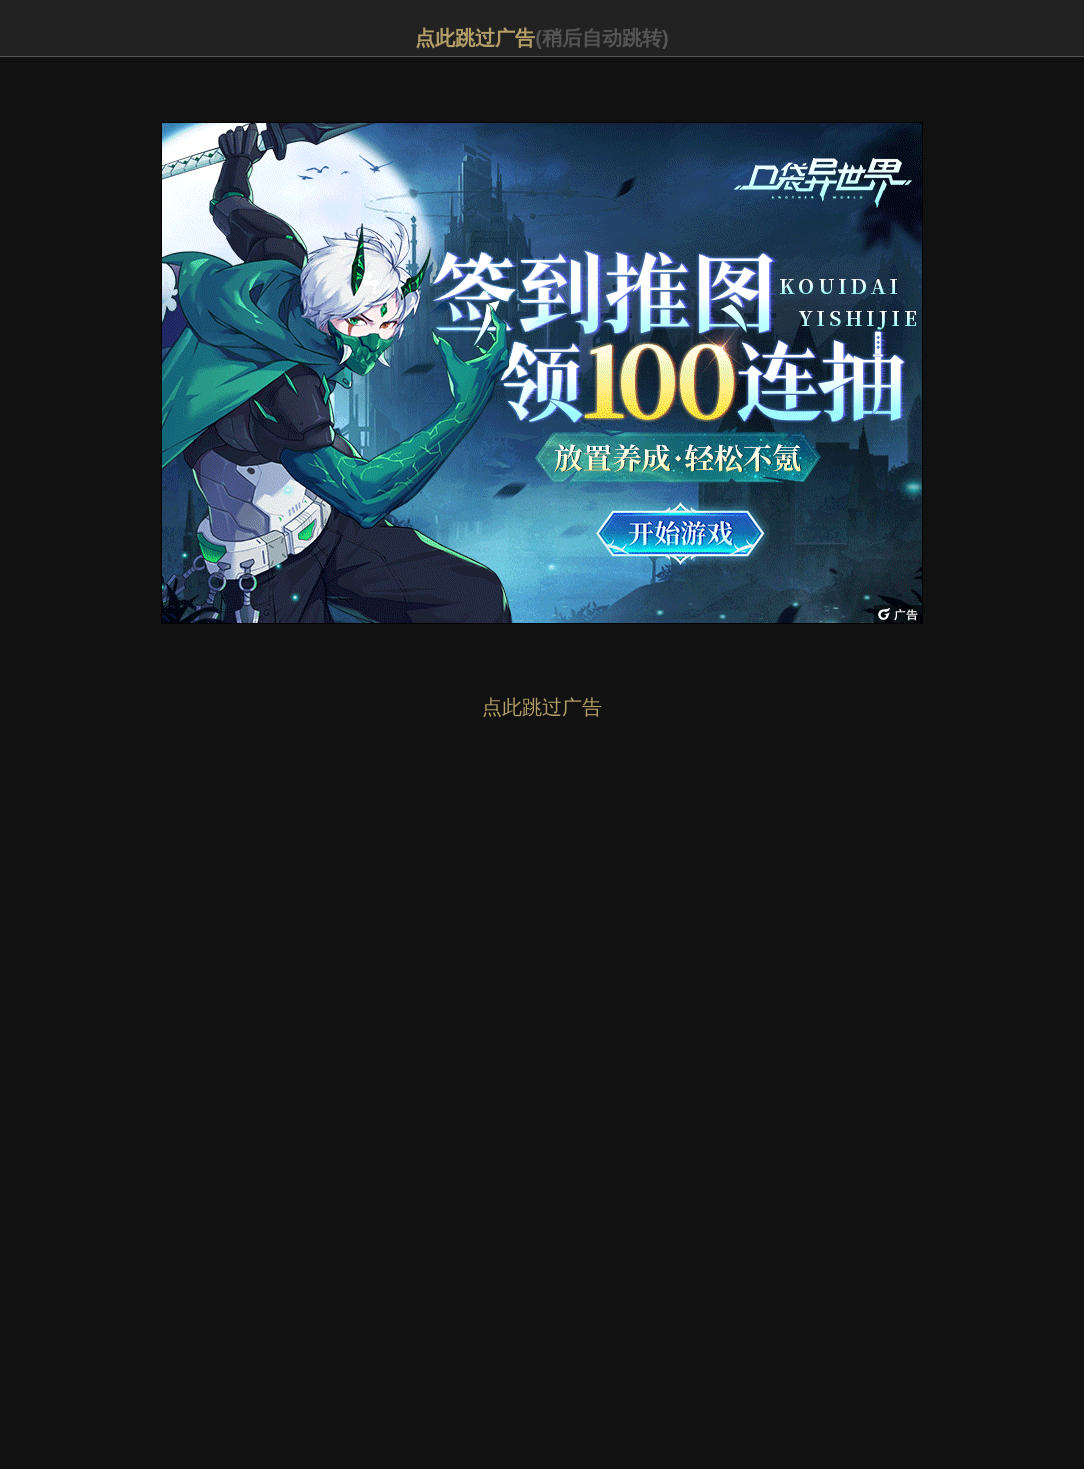 点此跳过广告(稍后自动跳转)
口袋异世界
ANOTHER WORLD
签到推图
KOUIDAI
YISHIJIE
领100连抽
放置养成·轻松不氪
开始游戏
广告
点此跳过广告